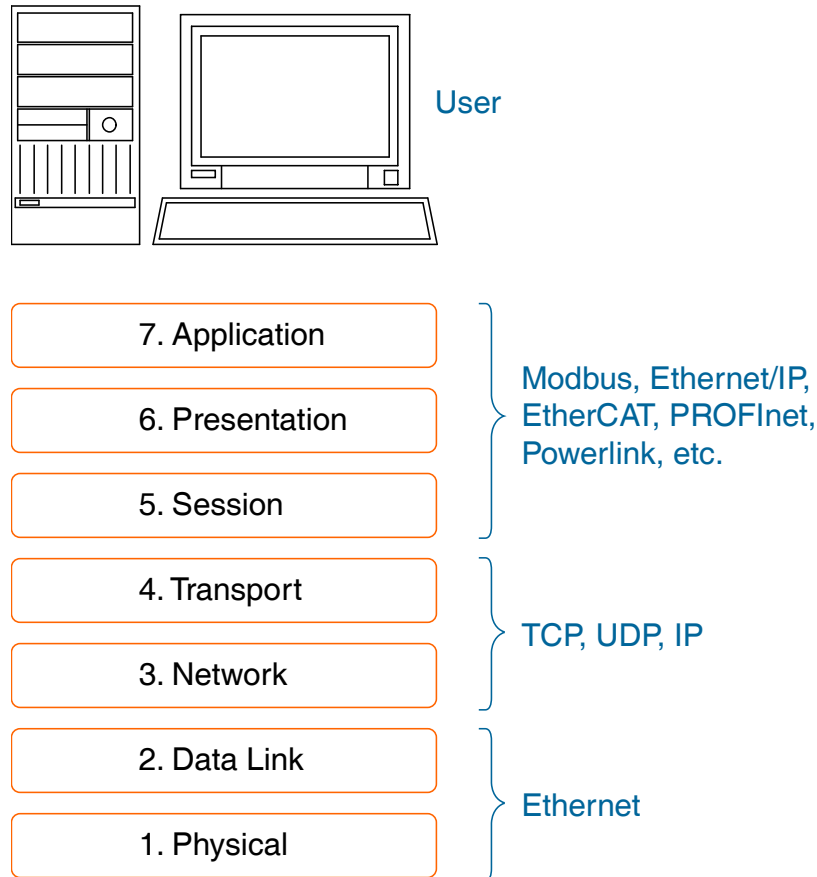 User
7. Application
6. Presentation
5. Session
Modbus, Ethernet/IP,
EtherCAT, PROFInet,
Powerlink, etc.
4. Transport
3. Network
TCP, UDP, IP
2. Data Link
1. Physical
Ethernet